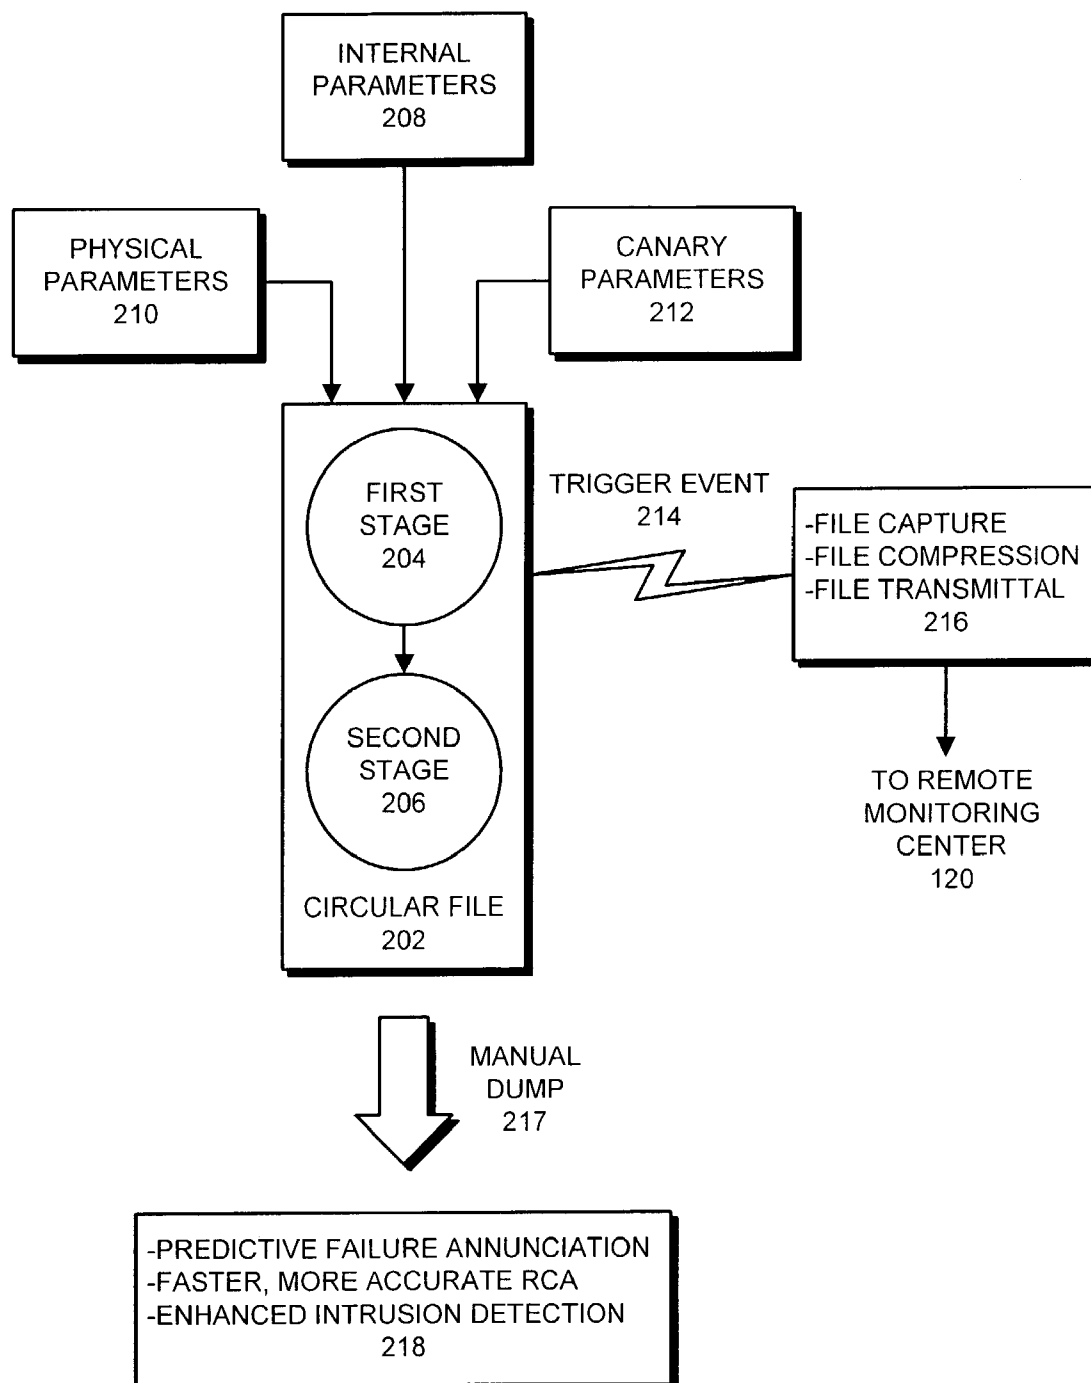 INTERNAL
PARAMETERS
208
PHYSICAL
PARAMETERS
210
CANARY
PARAMETERS
212
FIRST
STAGE
204
TRIGGER EVENT
214
-FILE CAPTURE
-FILE COMPRESSION
-FILE TRANSMITTAL
216
SECOND
STAGE
206
TO REMOTE
MONITORING
CENTER
120
CIRCULAR FILE
202
MANUAL
DUMP
217
-PREDICTIVE FAILURE ANNUNCIATION
-FASTER, MORE ACCURATE RCA
-ENHANCED INTRUSION DETECTION
218